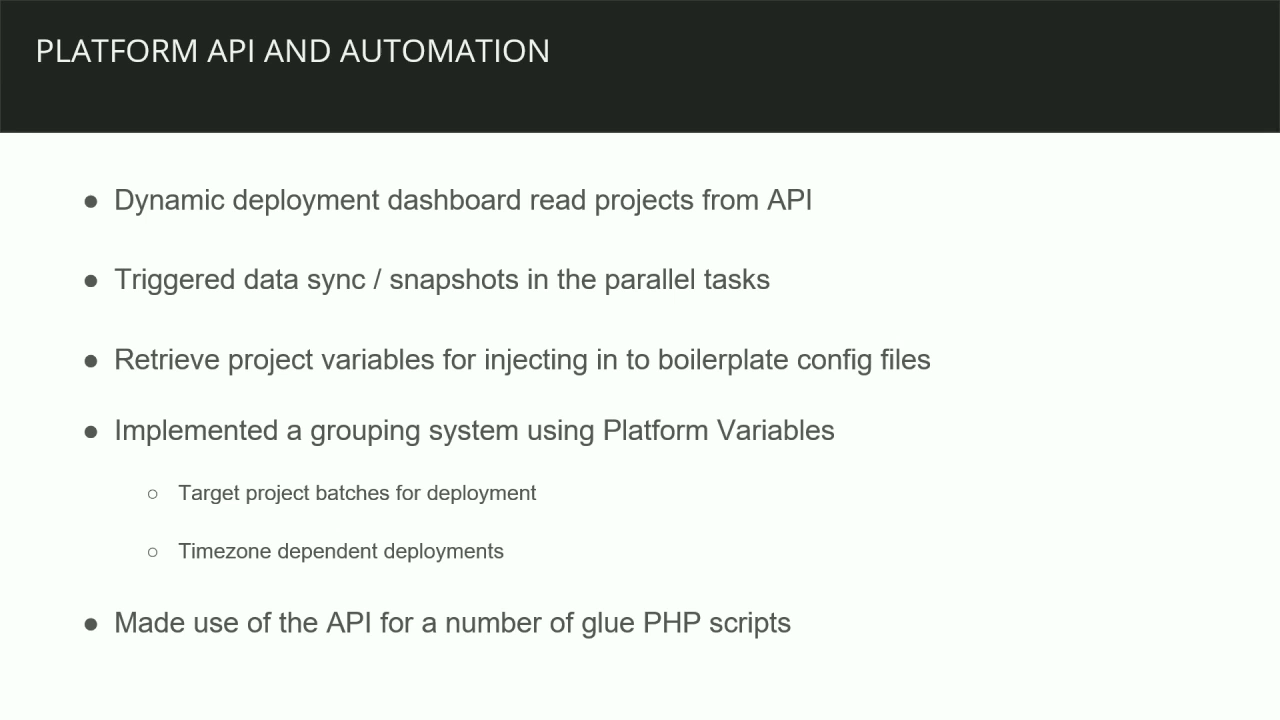 PLATFORM API AND AUTOMATION
● Dynamic deployment dashboard read projects from API
● Triggered data sync / snapshots in the parallel tasks
● Retrieve project variables for injecting in to boilerplate config files
● Implemented a grouping system using Platform Variables
○ Target project batches for deployment
○ Timezone dependent deployments
● Made use of the API for a number of glue PHP scripts